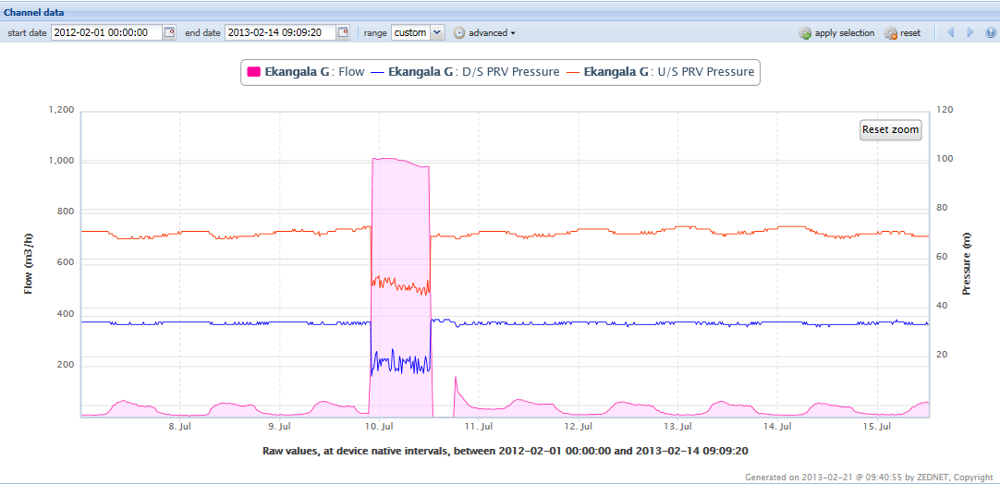 Channel data
start date 2012-02-01 00:00:00 end date 2013-02-14 09:09:20 range custom advanced apply selection reset
Ekangala G : Flow Ekangala G : D/S PRV Pressure Ekangala G : U/S PRV Pressure
1,200 120
Reset zoom
1,000 100
800 80
600 60
400 40
200 20
Flow (m3/h)
Pressure (m)
8. Jul 9. Jul 10. Jul 11. Jul 12. Jul 13. Jul 14. Jul 15. Jul
Raw values, at device native intervals, between 2012-02-01 00:00:00 and 2013-02-14 09:09:20
Generated on 2013-02-21 @ 09:40:55 by ZEDNET, Copyright